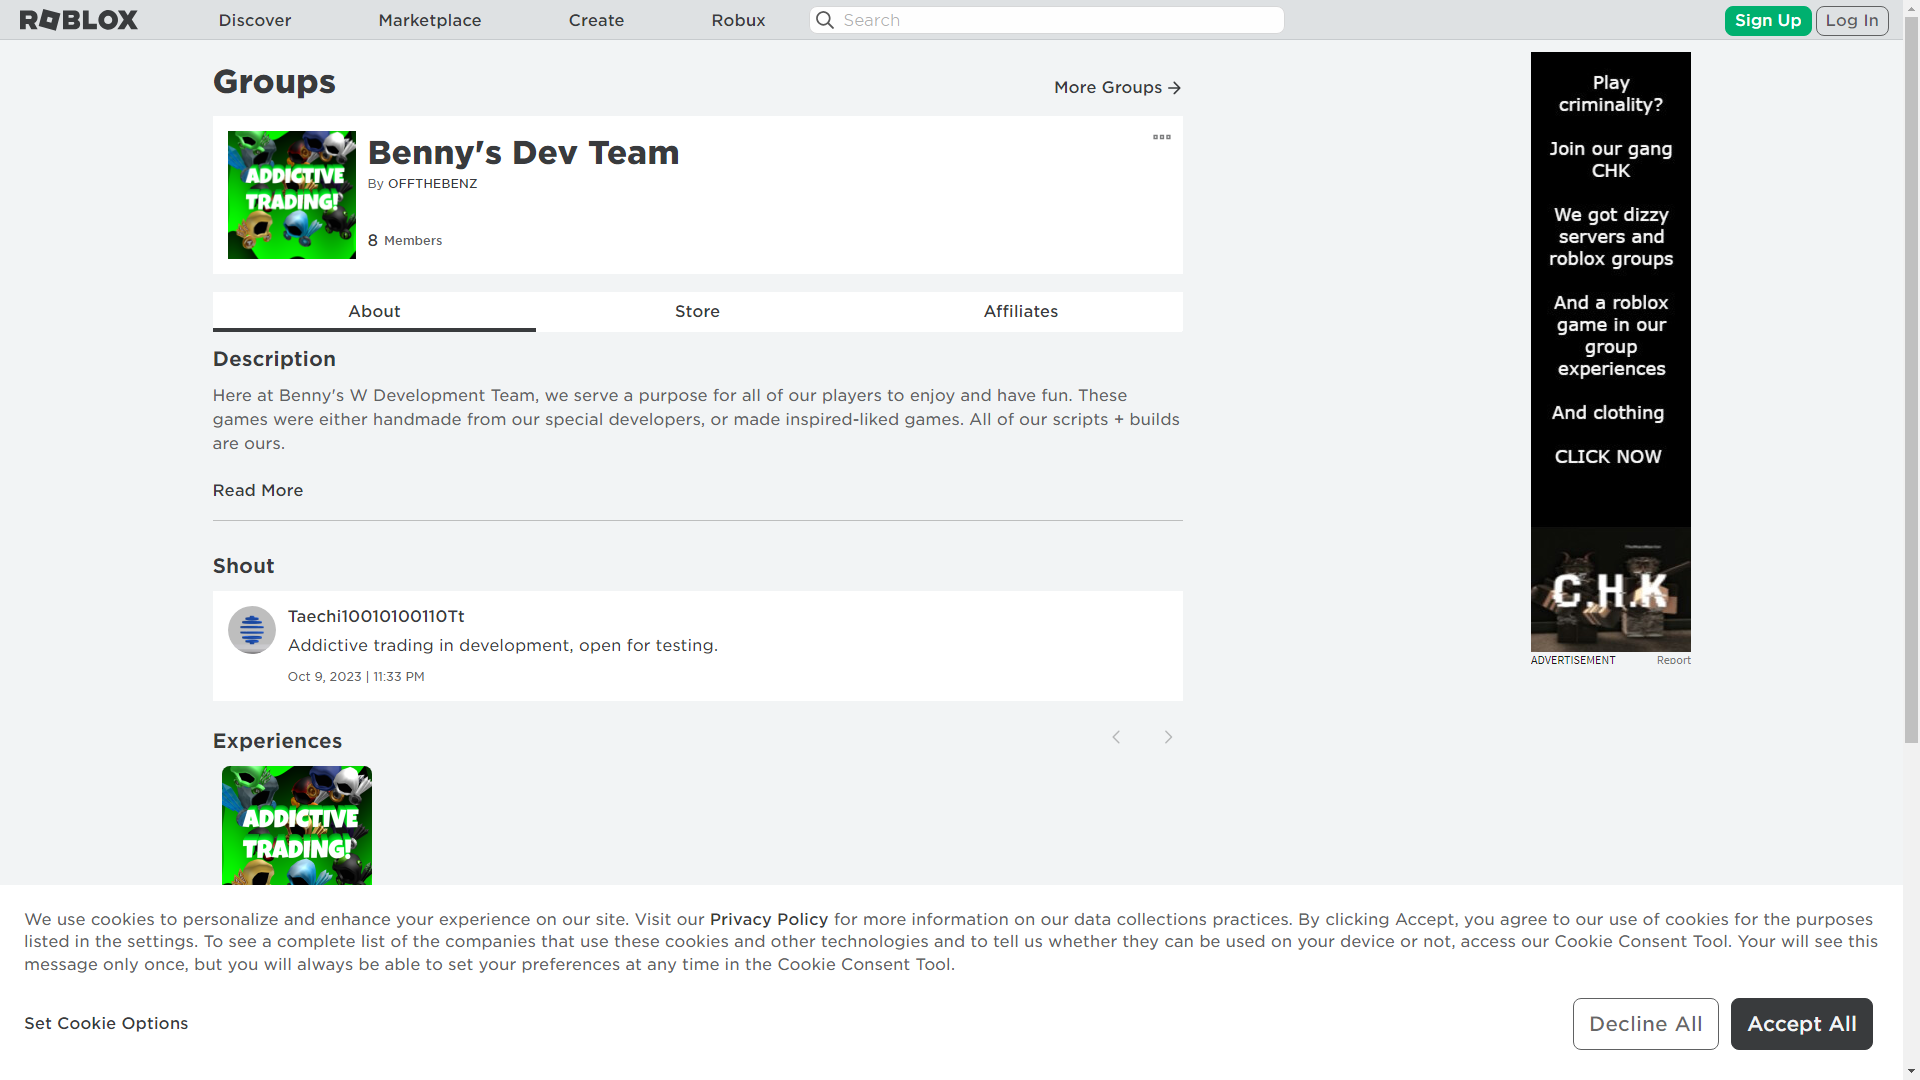 ROBLOX
Discover
Marketplace
Create
Robux
Search
Sign Up
Log In
Groups
More Groups
ADDICTIVE
TRADING!
Benny's Dev Team
By OFFTHEBENZ
8 Members
About
Store
Affiliates
Description
Here at Benny's W Development Team, we serve a purpose for all of our players to enjoy and have fun. These
games were either handmade from our special developers, or made inspired-liked games. All of our scripts + builds
are ours.
Read More
Shout
Taechi10010100110Tt
Addictive trading in development, open for testing.
Oct 9, 2023 | 11:33 PM
Experiences
ADDICTIVE
TRADING!
Play
criminality?
Join our gang
CHK
We got dizzy
servers and
roblox groups
And a roblox
game in our
group
experiences
And clothing
CLICK NOW
C.H.K
ADVERTISEMENT
Report
We use cookies to personalize and enhance your experience on our site. Visit our Privacy Policy for more information on our data collections practices. By clicking Accept, you agree to our use of cookies for the purposes
listed in the settings. To see a complete list of the companies that use these cookies and other technologies and to tell us whether they can be used on your device or not, access our Cookie Consent Tool. Your will see this
message only once, but you will always be able to set your preferences at any time in the Cookie Consent Tool.
Set Cookie Options
Decline All
Accept All